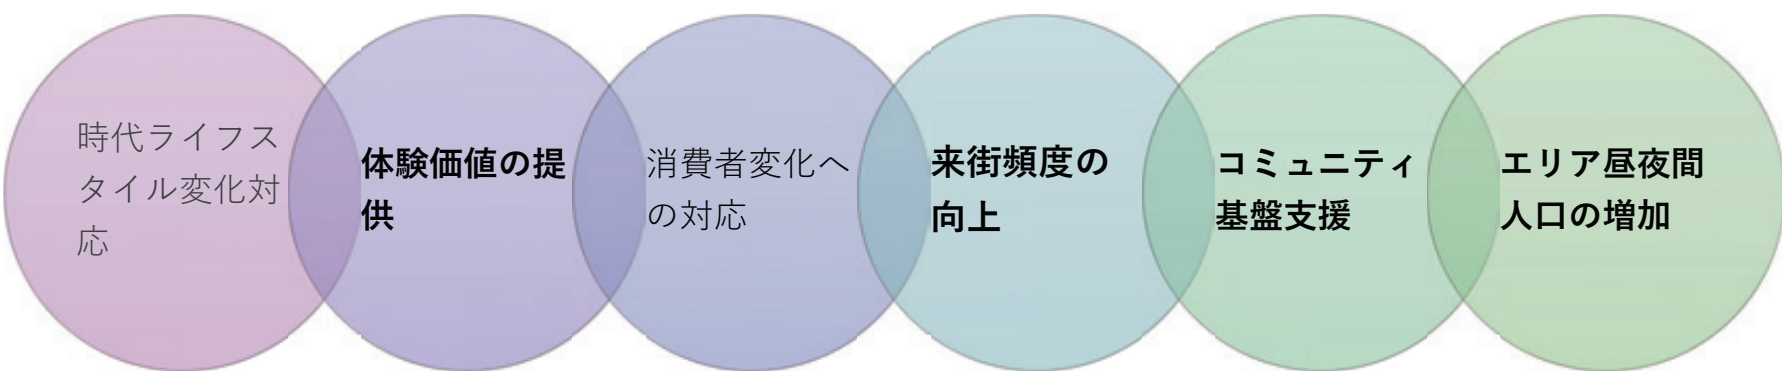 時代ライフス
タイル変化対
応
体験価値の提
供
消費者変化へ
の対応
来街頻度の
向上
コミュニティ
基盤支援
エリア昼夜間
人口の増加